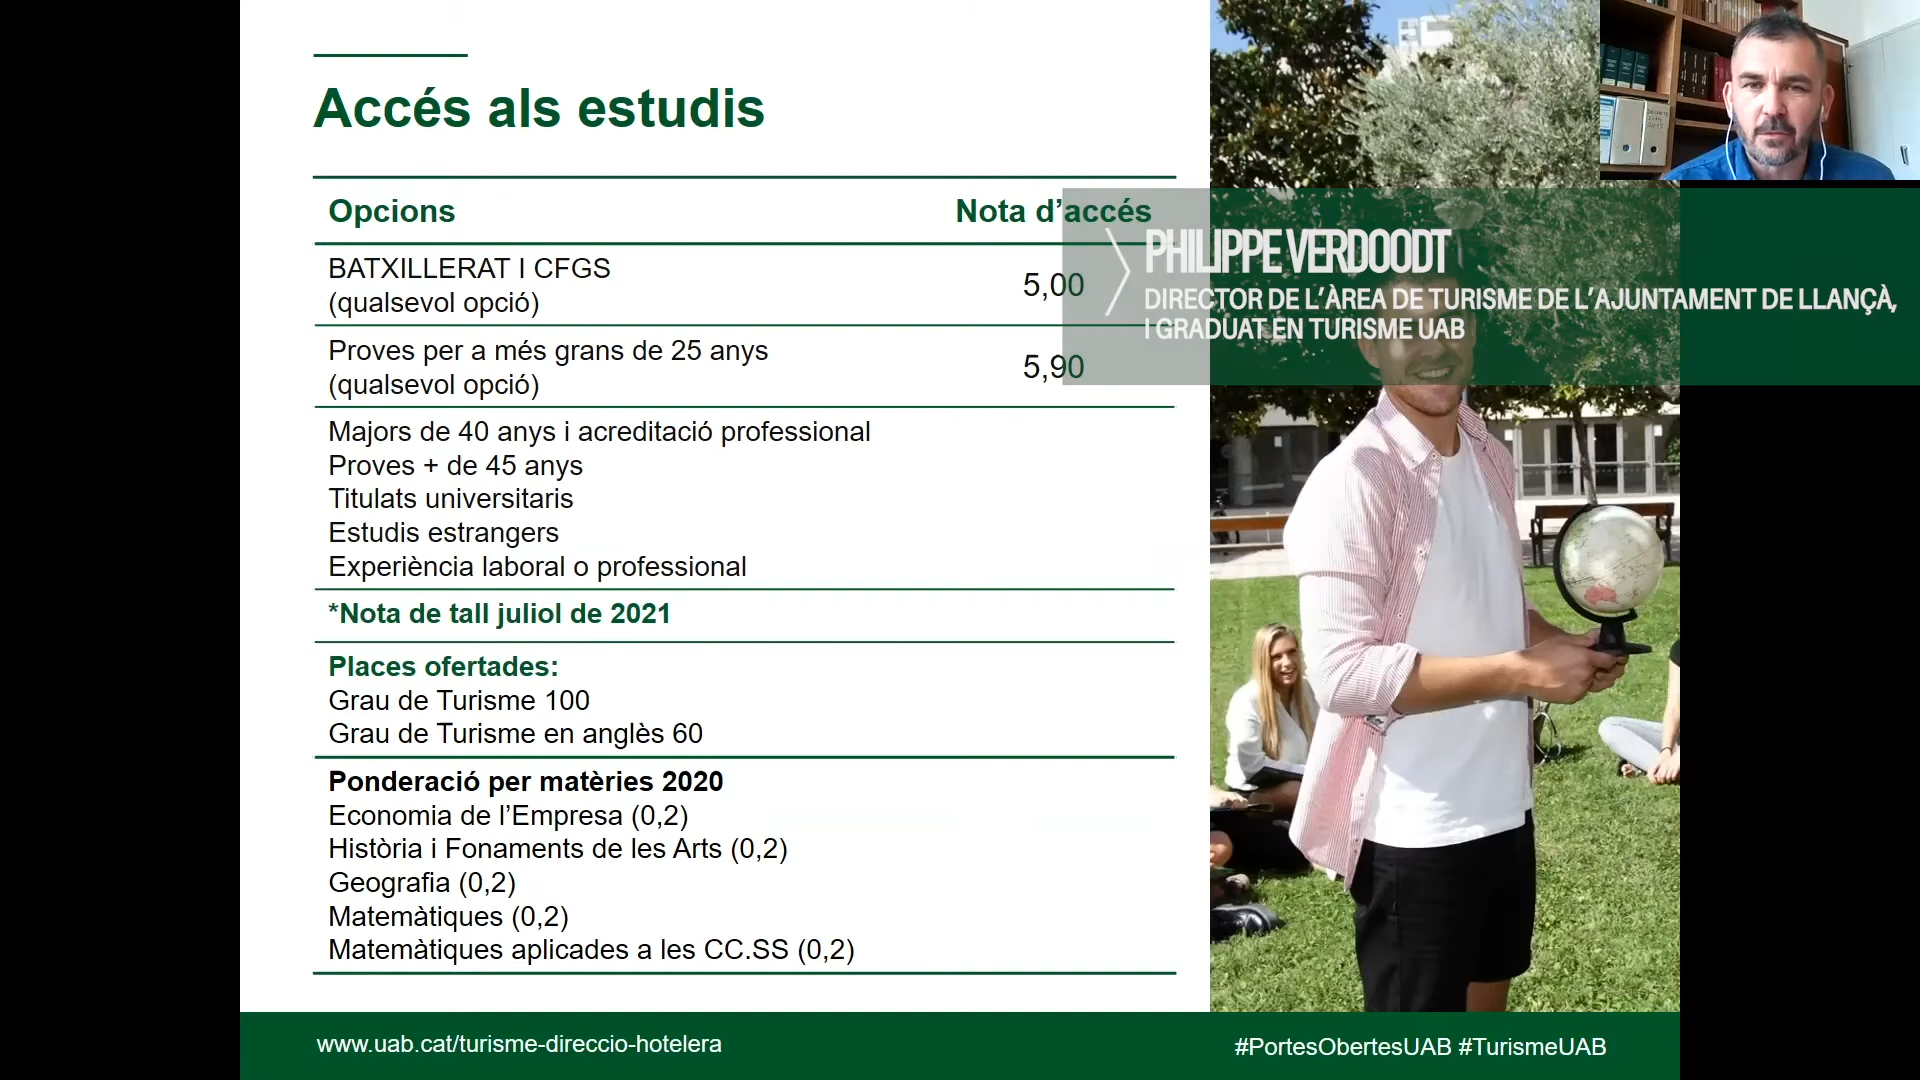 Accés als estudis
Opcions
Nota d’accés
BATXILLERAT I CFGS
(qualsevol opció)
5,00
Proves per a més grans de 25 anys
(qualsevol opció)
5,90
Majors de 40 anys i acreditació professional
Proves + de 45 anys
Titulats universitaris
Estudis estrangers
Experiència laboral o professional
*Nota de tall juliol de 2021
Places ofertades:
Grau de Turisme 100
Grau de Turisme en anglès 60
Ponderació per matèries 2020
Economia de l’Empresa (0,2)
Història i Fonaments de les Arts (0,2)
Geografia (0,2)
Matemàtiques (0,2)
Matemàtiques aplicades a les CC.SS (0,2)
PHILIPPE VERDOODT
DIRECTOR DE L’ÀREA DE TURISME DE L’AJUNTAMENT DE LLANÇÀ,
I GRADUAT EN TURISME UAB
www.uab.cat/turisme-direccio-hotelera
#PortesObertesUAB #TurismeUAB